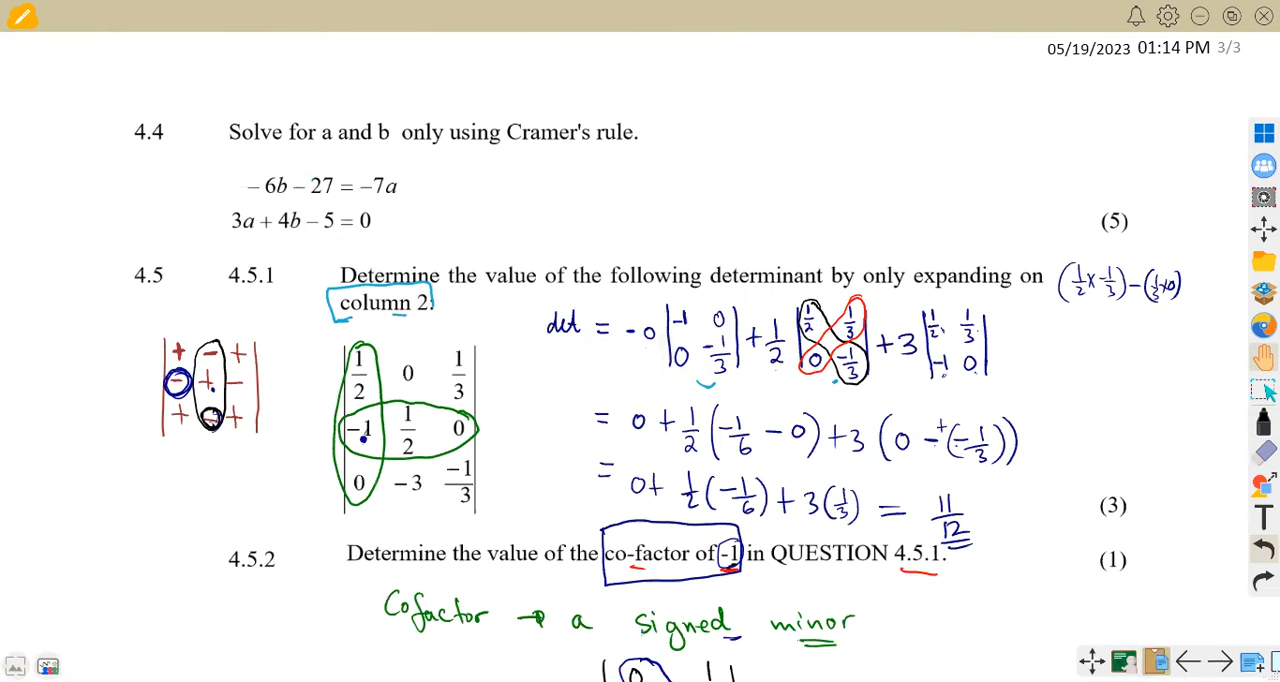 05/19/2023 01:14 PM 3/3
4.4 Solve for a and b only using Cramer's rule.
– 6b – 27 = –7a
3a + 4b – 5 = 0 (5)
4.5 4.5.1 Determine the value of the following determinant by only expanding on
column 2:
(1/2 x -1/3) - (1/3 x 0)
det = -0 |-1 0; 0 -1/3| + 1/2 |1/2 1/3; 0 -1/3| + 3 |1/2 1/3; -1 0|
|+ - +|
|- + -|
|+ - +|
|1/2 0 1/3|
|-1 1/2 0|
|0 -3 -1/3|
= 0 + 1/2 (-1/6 - 0) + 3 (0 -+(-1/3))
= 0+ 1/2 (-1/6) + 3(1/3) = 11/12
(3)
4.5.2 Determine the value of the co-factor of -1 in QUESTION 4.5.1. (1)
Cofactor → a signed minor
0
T